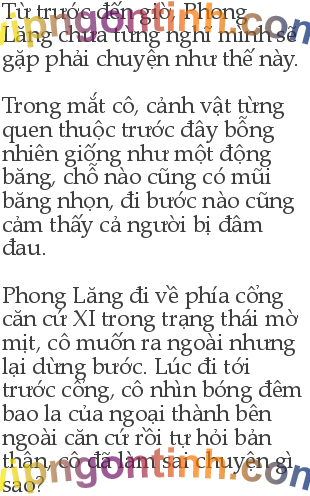 Từ trước đến giờ, Phong
Lăng chưa từng nghĩ mình sẽ
gặp phải chuyện như thế này.
Trong mắt cô, cảnh vật từng
quen thuộc trước đây bỗng
nhiên giống như một động
băng, chỗ nào cũng có mũi
băng nhọn, đi bước nào cũng
cảm thấy cả người bị đâm
đau.
Phong Lăng đi về phía cổng
căn cứ XI trong trạng thái mờ
mịt, cô muốn ra ngoài nhưng
lại dừng bước. Lúc đi tới
trước cổng, cô nhìn bóng đêm
bao la của ngoại thành bên
ngoài căn cứ rồi tự hỏi bản
thân, cô đã làm sai chuyện gì
sao?
vipngontinh.com
vipngontinh.com